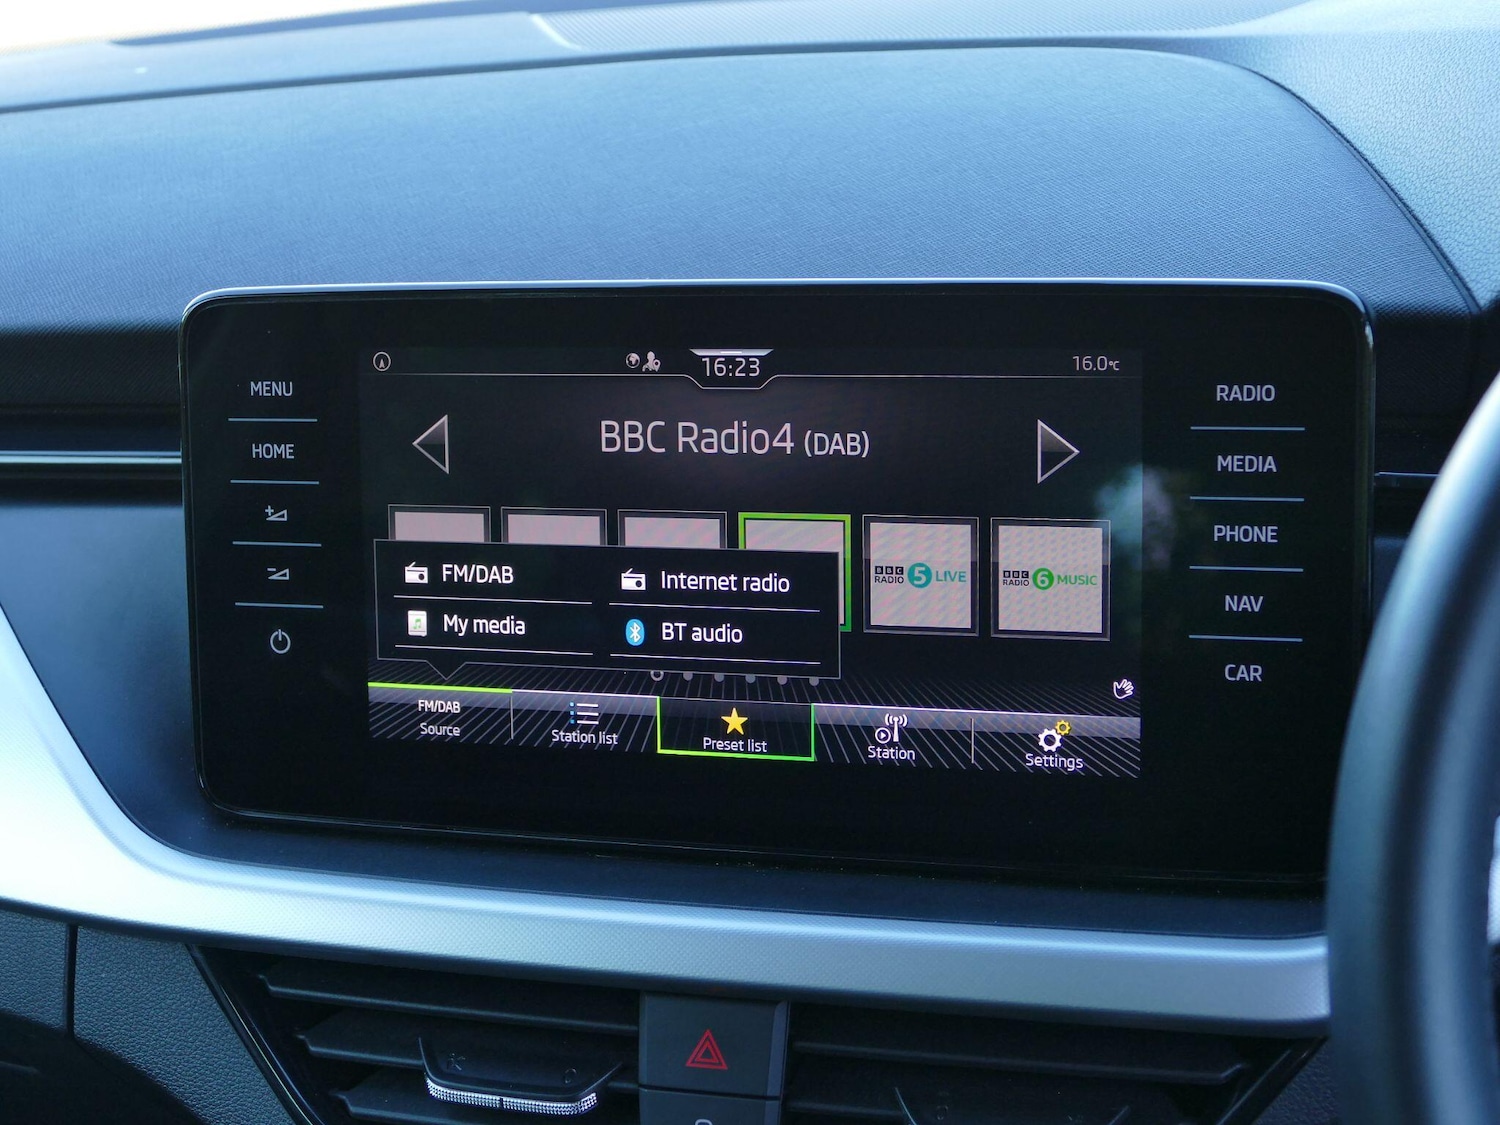 16:23
16.0°C
MENU
HOME
RADIO
MEDIA
PHONE
NAV
CAR
BBC Radio4 (DAB)
BBC RADIO 5 LIVE
BBC RADIO 6 MUSIC
FM/DAB
Internet radio
My media
BT audio
FM/DAB
Source
Station list
Preset list
Station
Settings